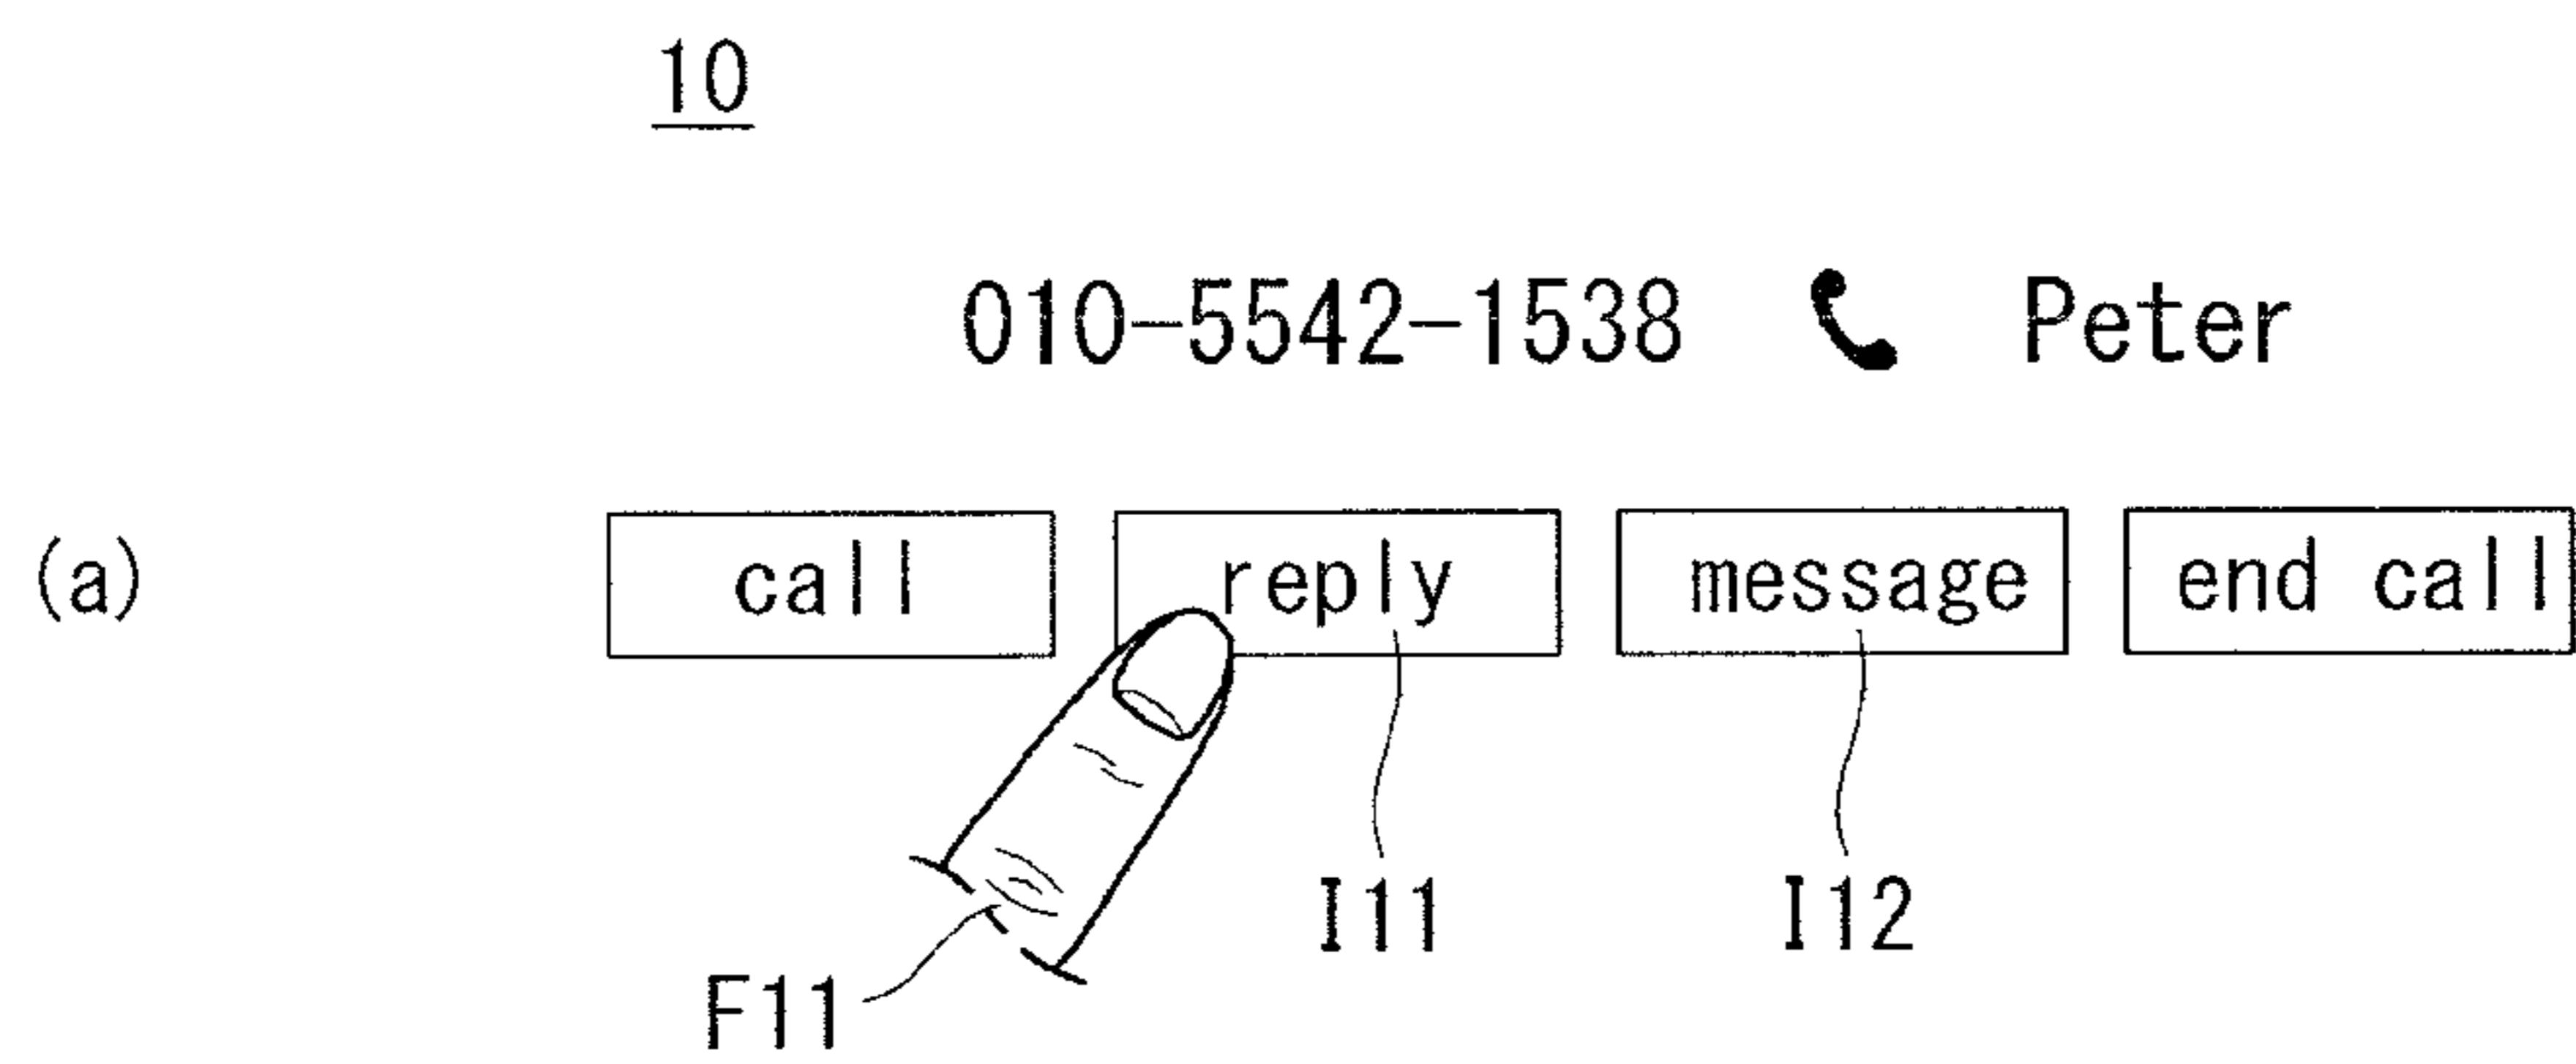 10
010-5542-1538 Peter
(a) call reply message end call
I11 I12
F11